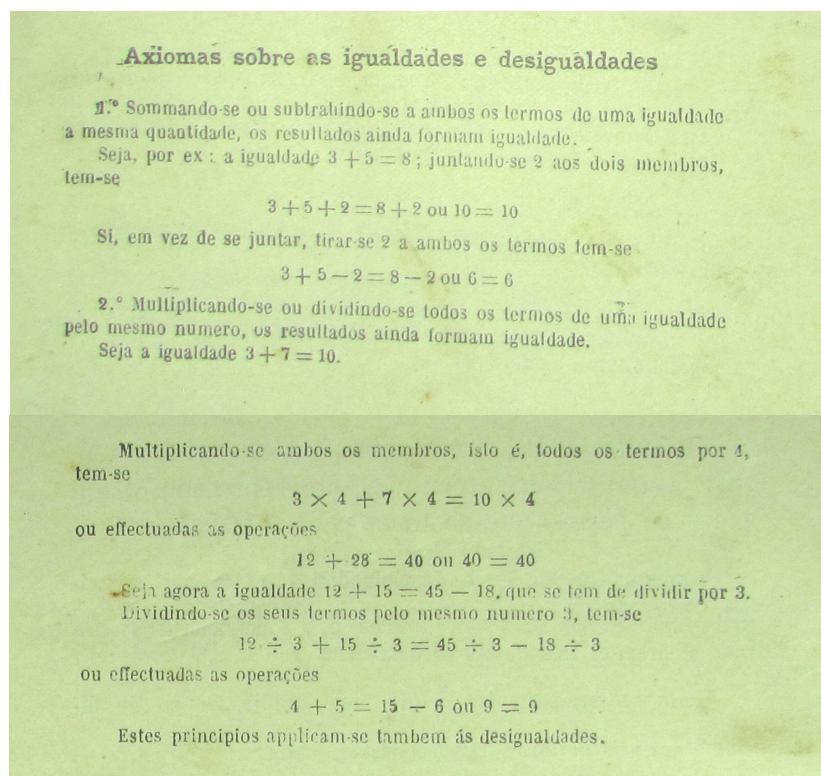 Axiomas sobre as igualdades e desigualdades
1.º Sommando-se ou subtrahindo-se a ambos os termos de uma igualdade
a mesma quantidade, os resultados ainda formam igualdade.
Seja, por ex : a igualdade 3 + 5 = 8 ; juntando-se 2 aos dois membros,
tem-se
3 + 5 + 2 = 8 + 2 ou 10 = 10
Si, em vez de se juntar, tirar-se 2 a ambos os termos tem-se
3 + 5 — 2 = 8 — 2 ou 6 = 6
2.º Multiplicando-se ou dividindo-se todos os termos de uma igualdade
pelo mesmo numero, os resultados ainda formam igualdade.
Seja a igualdade 3 + 7 = 10.
Multiplicando-se ambos os membros, isto é, todos os termos por 4,
tem-se
3 × 4 + 7 × 4 = 10 × 4
ou effectuadas as operações
12 + 28 = 40 ou 40 = 40
Seja agora a igualdade 12 + 15 = 45 — 18, que se tem de dividir por 3.
Dividindo-se os seus termos pelo mesmo numero 3, tem-se
12 ÷ 3 + 15 ÷ 3 = 45 ÷ 3 — 18 ÷ 3
ou effectuadas as operações
4 + 5 = 15 — 6 ou 9 = 9
Estes principios applicam-se tambem ás desigualdades.